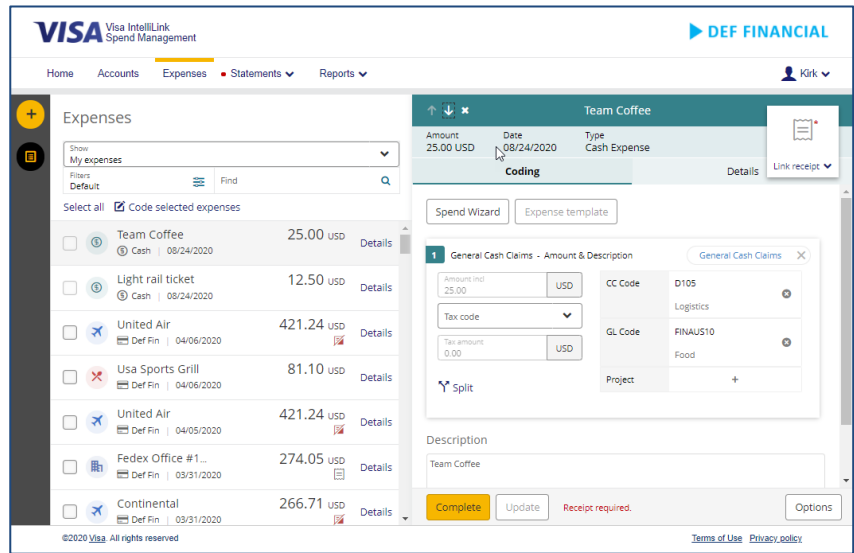 VISA Visa IntelliLink
Spend Management
DEF FINANCIAL
Home Accounts Expenses Statements Reports Kirk
Expenses
Show
My expenses
Filters
Default
Find
Select all Code selected expenses
Team Coffee 25.00 USD Details
Cash | 08/24/2020
Light rail ticket 12.50 USD Details
Cash | 08/24/2020
United Air 421.24 USD Details
Def Fin | 04/06/2020
Usa Sports Grill 81.10 USD Details
Def Fin | 04/06/2020
United Air 421.24 USD Details
Def Fin | 04/05/2020
Fedex Office #1... 274.05 USD Details
Def Fin | 03/31/2020
Continental 266.71 USD Details
Def Fin | 03/31/2020
Team Coffee
Amount Date Type
25.00 USD 08/24/2020 Cash Expense
Link receipt
Coding Details
Spend Wizard Expense template
1 General Cash Claims - Amount & Description General Cash Claims
Amount incl
25.00 USD
Tax code
Tax amount
0.00 USD
Split
CC Code D105
Logistics
GL Code FINAUS10
Food
Project +
Description
Team Coffee
Complete Update Receipt required. Options
©2020 Visa. All rights reserved Terms of Use Privacy policy